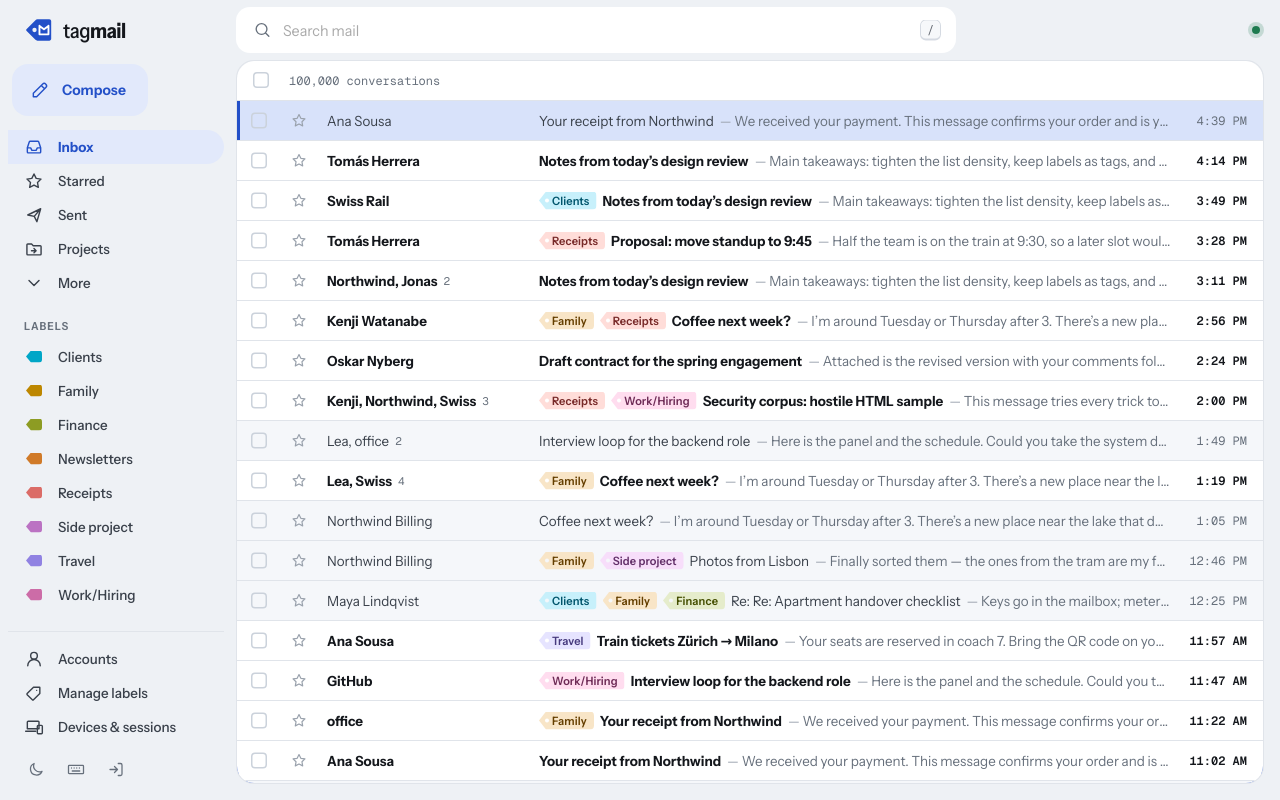 tagmail
Search mail /
Compose
Inbox
Starred
Sent
Projects
More
LABELS
Clients
Family
Finance
Newsletters
Receipts
Side project
Travel
Work/Hiring
Accounts
Manage labels
Devices & sessions
100,000 conversations
Ana Sousa Your receipt from Northwind — We received your payment. This message confirms your order and is y… 4:39 PM
Tomás Herrera Notes from today’s design review — Main takeaways: tighten the list density, keep labels as tags, and … 4:14 PM
Swiss Rail Clients Notes from today’s design review — Main takeaways: tighten the list density, keep labels as… 3:49 PM
Tomás Herrera Receipts Proposal: move standup to 9:45 — Half the team is on the train at 9:30, so a later slot woul… 3:28 PM
Northwind, Jonas 2 Notes from today’s design review — Main takeaways: tighten the list density, keep labels as tags, and … 3:11 PM
Kenji Watanabe Family Receipts Coffee next week? — I’m around Tuesday or Thursday after 3. There’s a new pla… 2:56 PM
Oskar Nyberg Draft contract for the spring engagement — Attached is the revised version with your comments fol… 2:24 PM
Kenji, Northwind, Swiss 3 Receipts Work/Hiring Security corpus: hostile HTML sample — This message tries every trick to… 2:00 PM
Lea, office 2 Interview loop for the backend role — Here is the panel and the schedule. Could you take the system d… 1:49 PM
Lea, Swiss 4 Family Coffee next week? — I’m around Tuesday or Thursday after 3. There’s a new place near the l… 1:19 PM
Northwind Billing Coffee next week? — I’m around Tuesday or Thursday after 3. There’s a new place near the lake that d… 1:05 PM
Northwind Billing Family Side project Photos from Lisbon — Finally sorted them — the ones from the tram are my f… 12:46 PM
Maya Lindqvist Clients Family Finance Re: Re: Apartment handover checklist — Keys go in the mailbox; meter… 12:25 PM
Ana Sousa Travel Train tickets Zürich → Milano — Your seats are reserved in coach 7. Bring the QR code on yo… 11:57 AM
GitHub Work/Hiring Interview loop for the backend role — Here is the panel and the schedule. Could you t… 11:47 AM
office Family Your receipt from Northwind — We received your payment. This message confirms your or… 11:22 AM
Ana Sousa Your receipt from Northwind — We received your payment. This message confirms your order and is … 11:02 AM